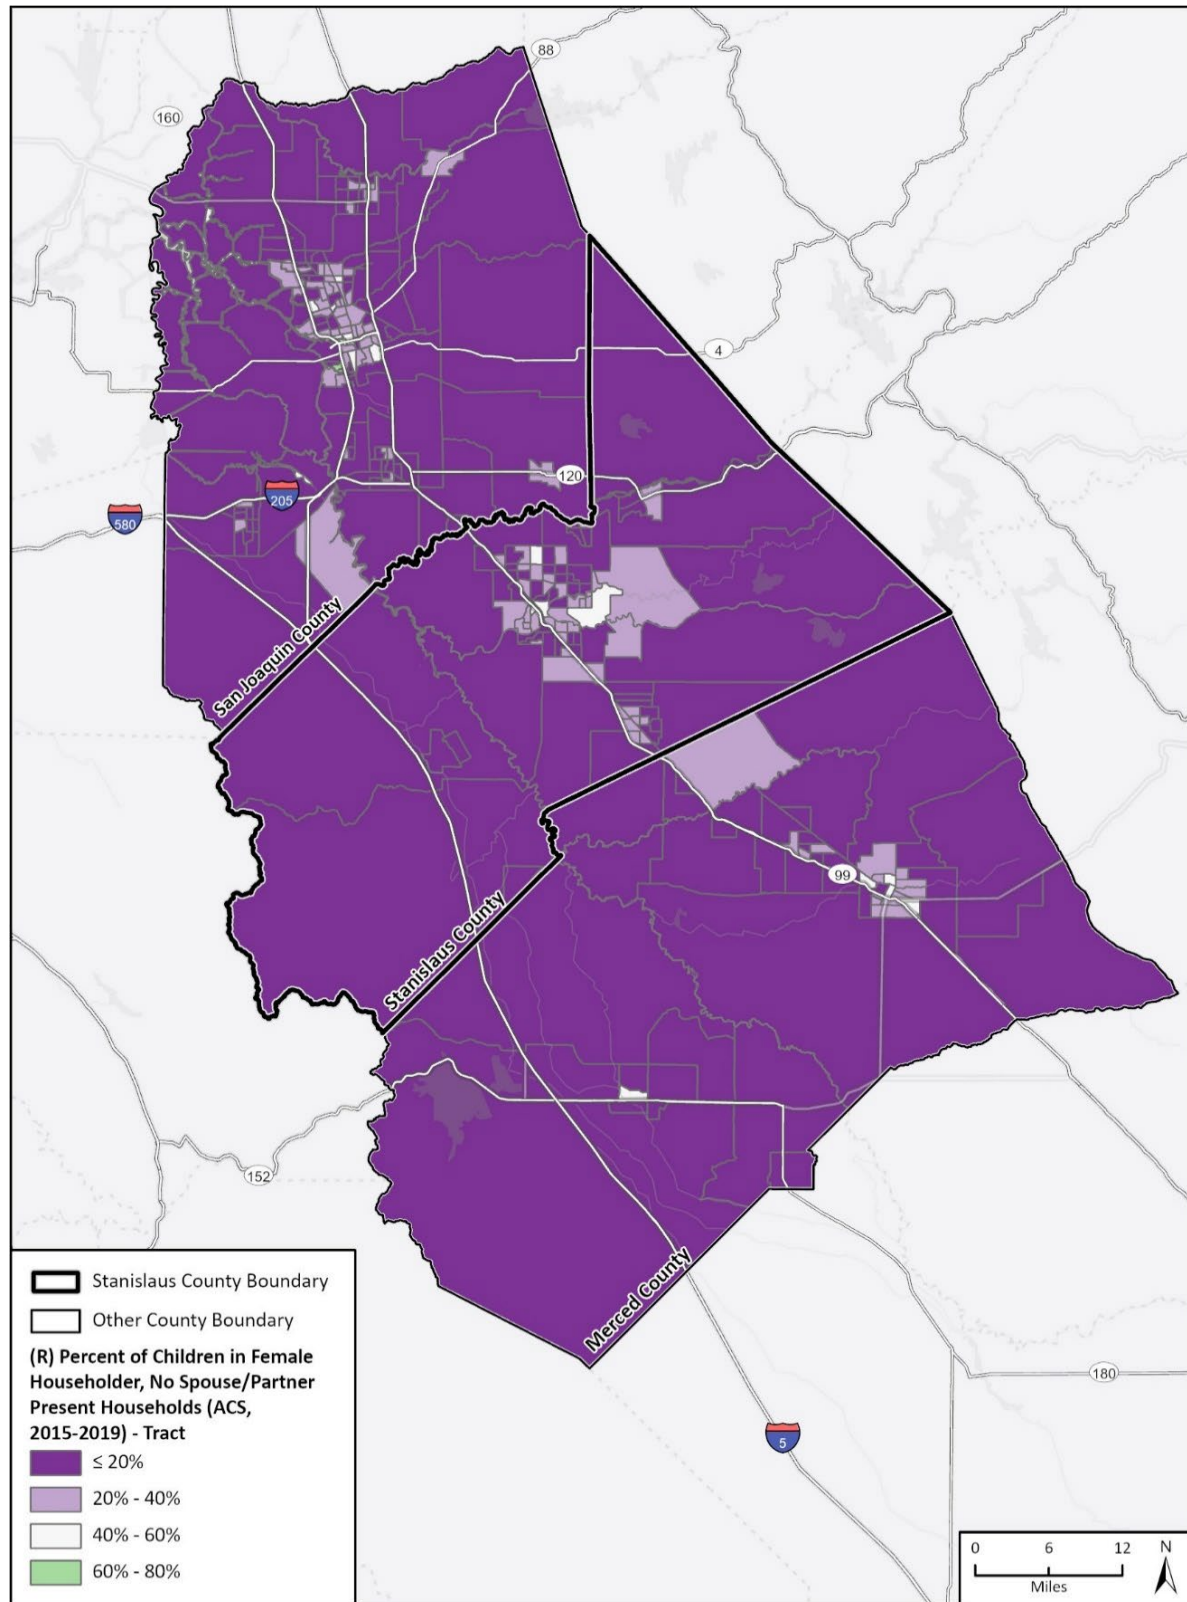 88
160
4
120
205
580
San Joaquin County
99
Stanislaus County
152
Merced County
180
5
Stanislaus County Boundary
Other County Boundary
(R) Percent of Children in Female
Householder, No Spouse/Partner
Present Households (ACS,
2015-2019) - Tract
≤ 20%
20% - 40%
40% - 60%
60% - 80%
0 6 12 N
Miles